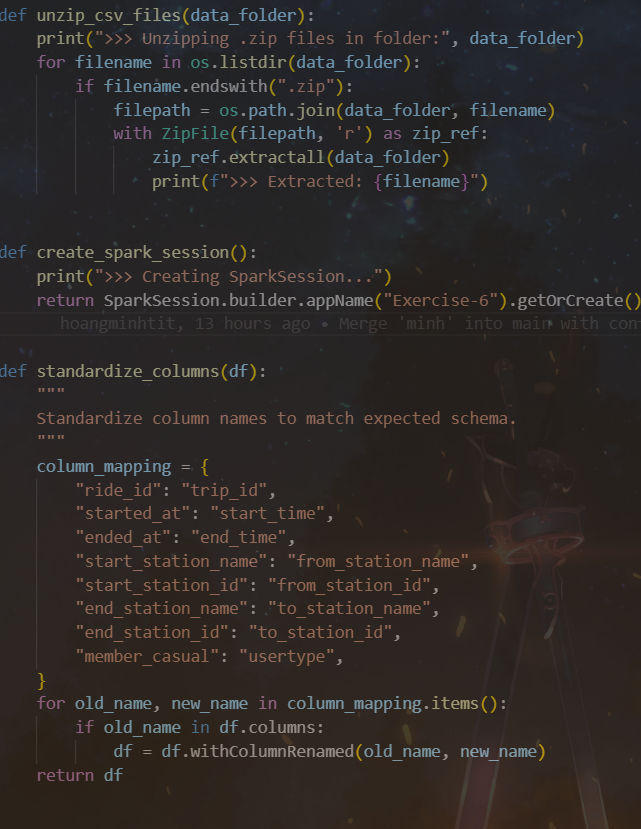 def unzip_csv_files(data_folder):
    print(">>> Unzipping .zip files in folder:", data_folder)
    for filename in os.listdir(data_folder):
        if filename.endswith(".zip"):
            filepath = os.path.join(data_folder, filename)
            with ZipFile(filepath, 'r') as zip_ref:
                zip_ref.extractall(data_folder)
                print(f">>> Extracted: {filename}")
def create_spark_session():
    print(">>> Creating SparkSession...")
    return SparkSession.builder.appName("Exercise-6").getOrCreate()
hoangminhtit, 13 hours ago • Merge 'minh' into main with con
def standardize_columns(df):
    """
    Standardize column names to match expected schema.
    """
    column_mapping = {
        "ride_id": "trip_id",
        "started_at": "start_time",
        "ended_at": "end_time",
        "start_station_name": "from_station_name",
        "start_station_id": "from_station_id",
        "end_station_name": "to_station_name",
        "end_station_id": "to_station_id",
        "member_casual": "usertype",
    }
    for old_name, new_name in column_mapping.items():
        if old_name in df.columns:
            df = df.withColumnRenamed(old_name, new_name)
    return df